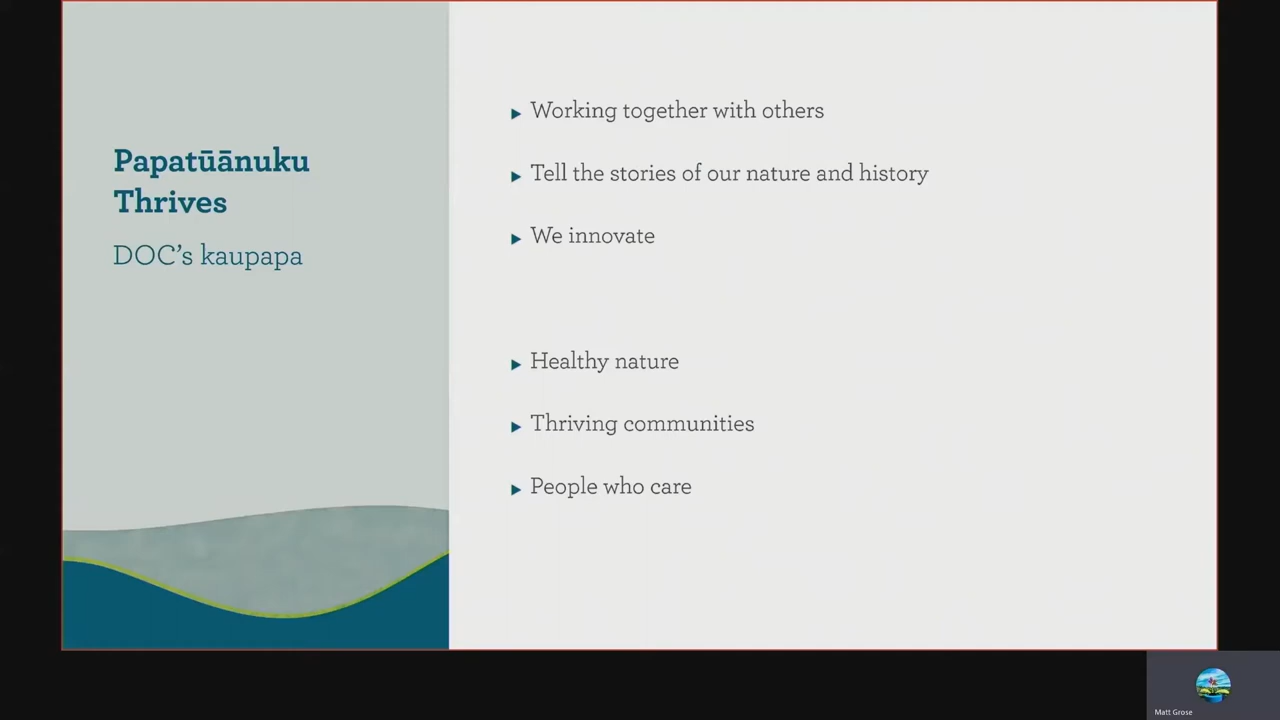 Papatūānuku
Thrives
DOC's kaupapa
Working together with others
Tell the stories of our nature and history
We innovate
Healthy nature
Thriving communities
People who care
Matt Grose